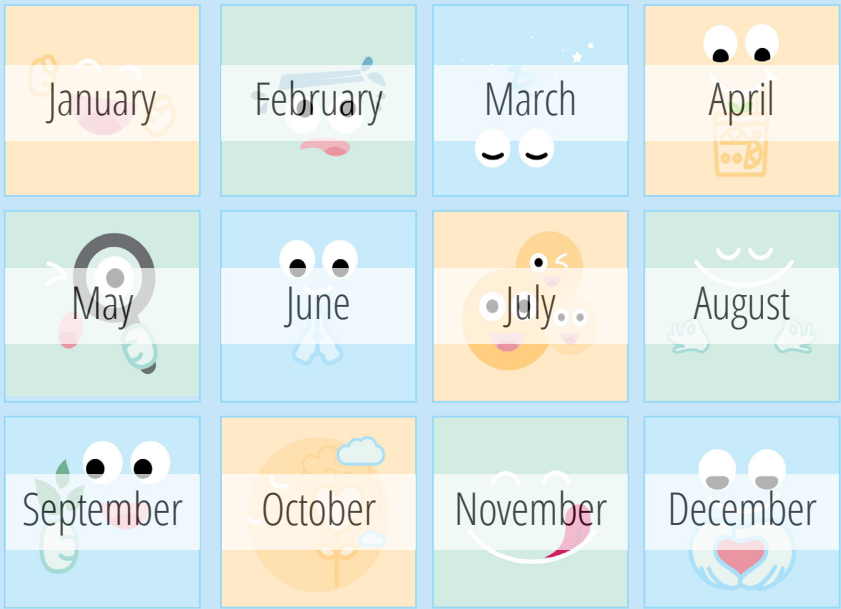 January
February
March
April
May
June
July
August
September
October
November
December